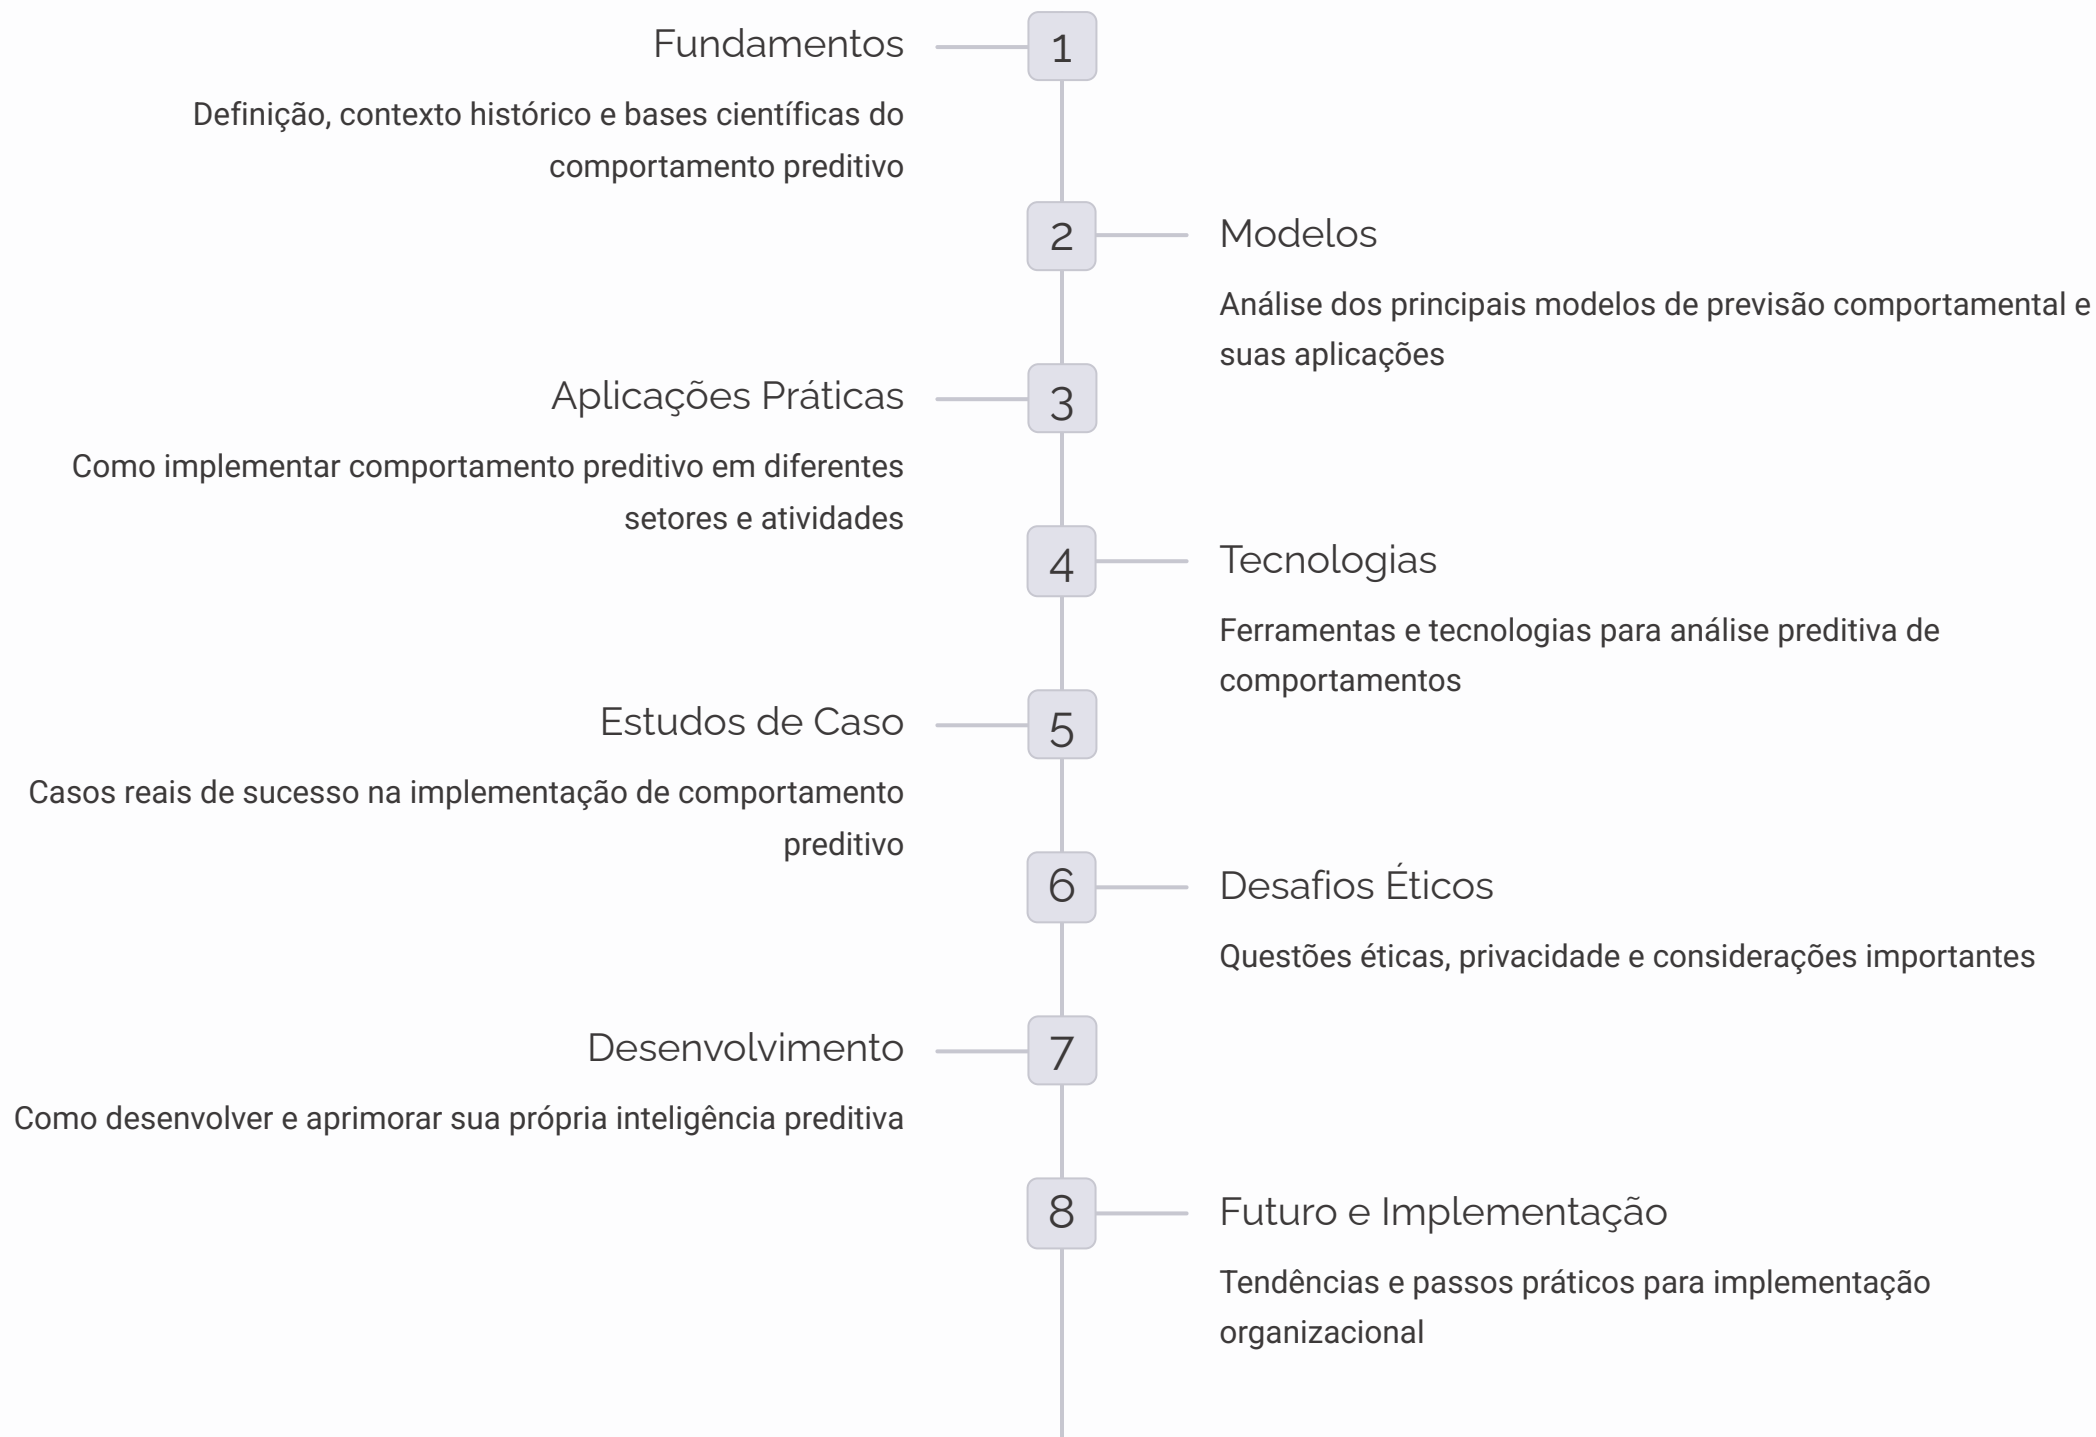 Fundamentos
1
Definição, contexto histórico e bases científicas do
comportamento preditivo
2
Modelos
Análise dos principais modelos de previsão comportamental e
suas aplicações
Aplicações Práticas
3
Como implementar comportamento preditivo em diferentes
setores e atividades
4
Tecnologias
Ferramentas e tecnologias para análise preditiva de
comportamentos
Estudos de Caso
5
Casos reais de sucesso na implementação de comportamento
preditivo
6
Desafios Éticos
Questões éticas, privacidade e considerações importantes
Desenvolvimento
7
Como desenvolver e aprimorar sua própria inteligência preditiva
8
Futuro e Implementação
Tendências e passos práticos para implementação
organizacional